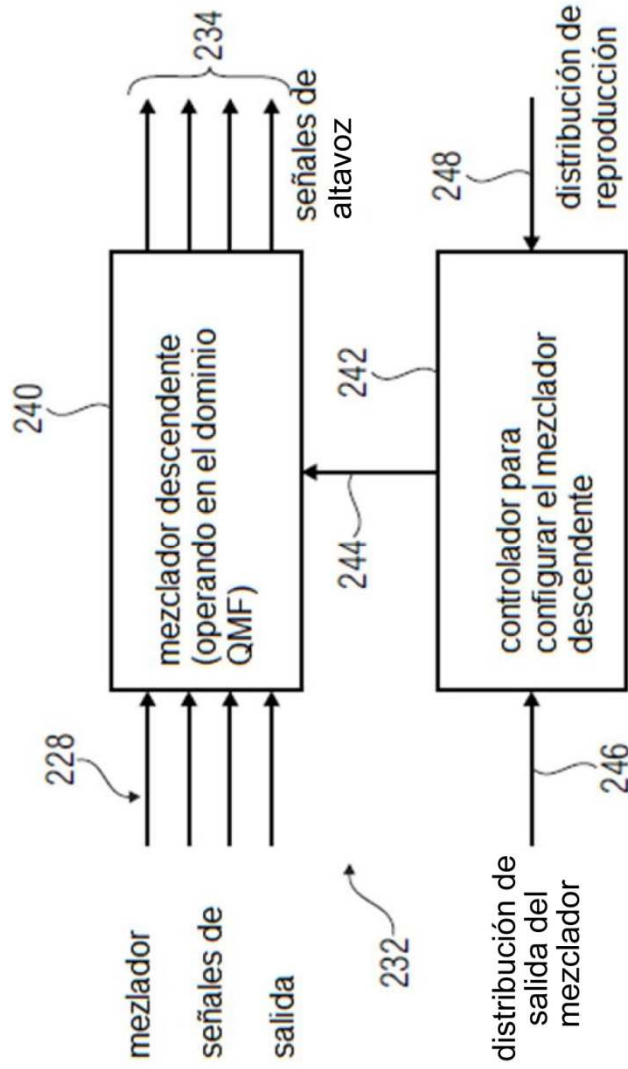 240
mezclador descendente
(operando en el dominio
QMF)
228
mezlador
señales de
salida
234
señales de
altavoz
232
244
242
controlador para
configurar el mezclador
descendente
248
distribución de
reproducción
246
distribución de
salida del
mezclador